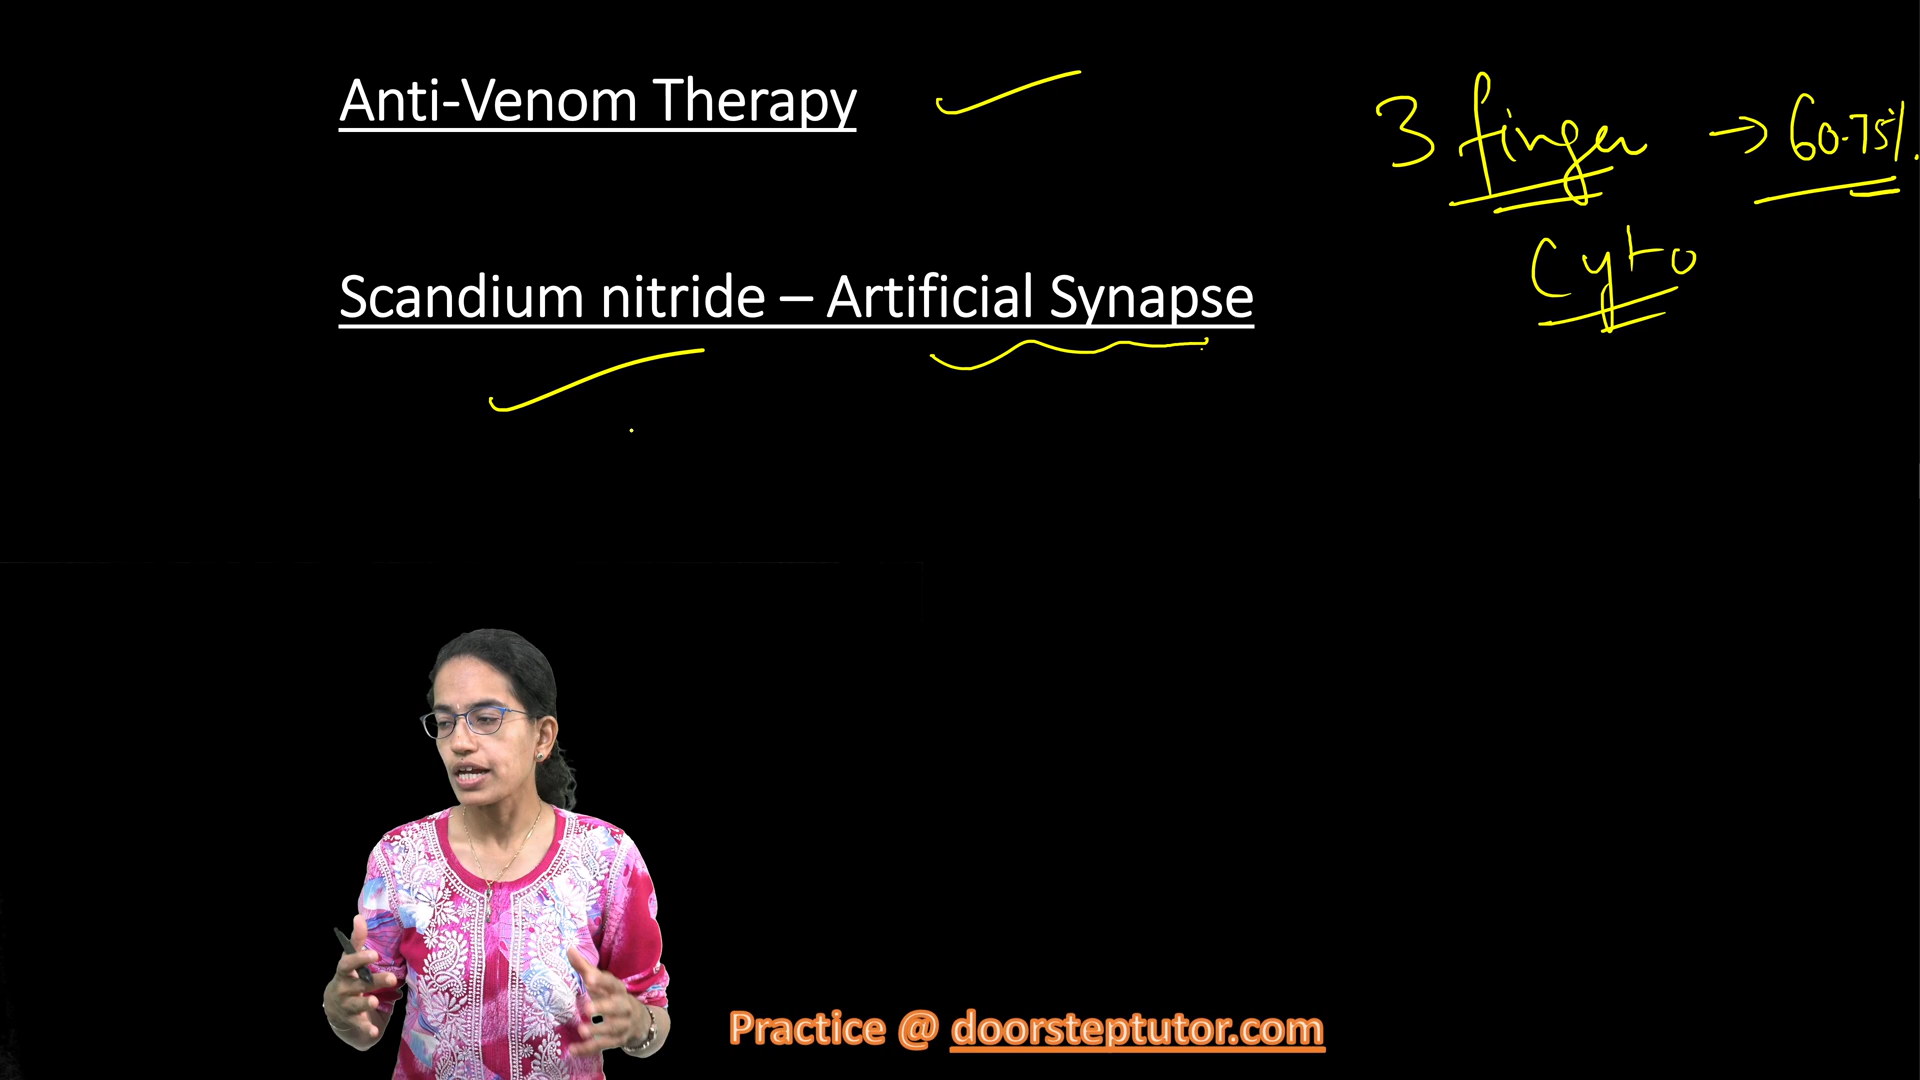 Anti-Venom Therapy
3 finger → 60-75%.
Cyto
Scandium nitride – Artificial Synapse
Practice @ doorsteptutor.com